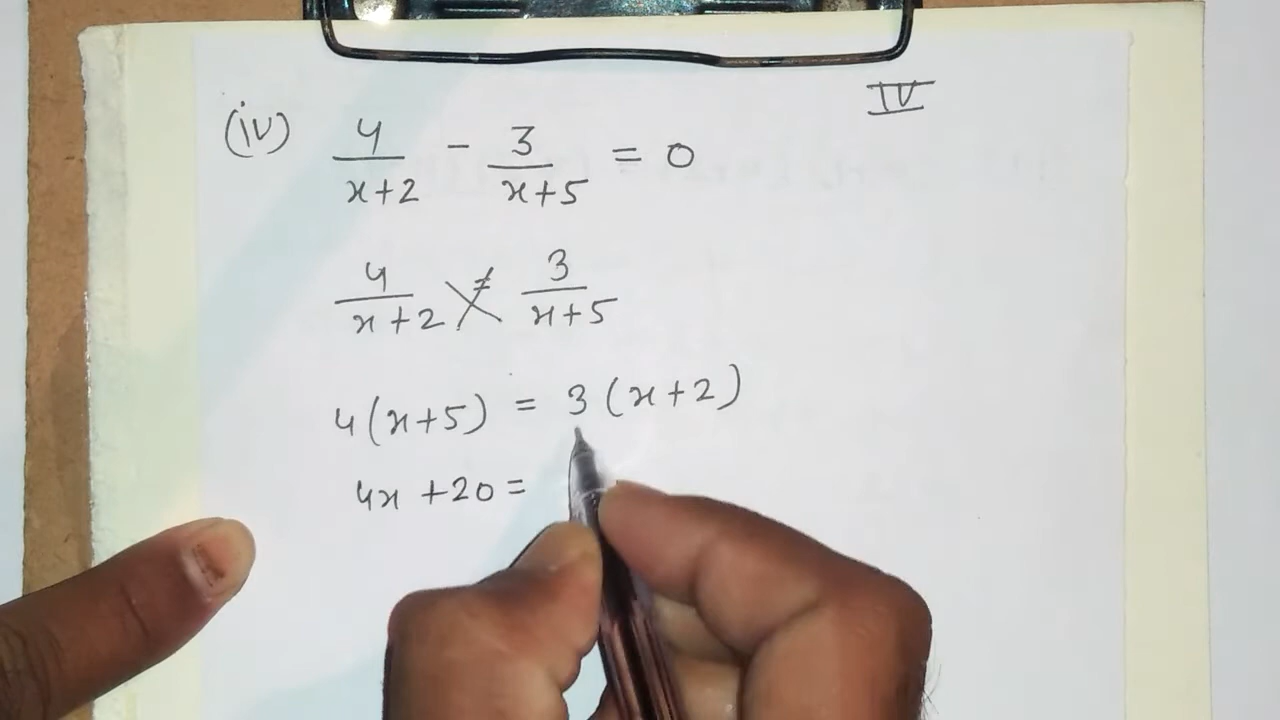 IV
(iv) 4/(x+2) - 3/(x+5) = 0
4/(x+2) = 3/(x+5)
4(x+5) = 3(x+2)
4x +20 =